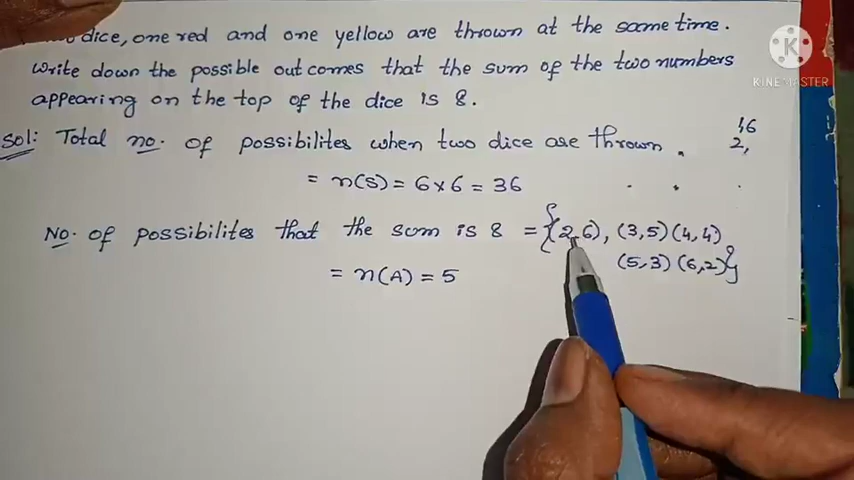 dice, one red and one yellow are thrown at the same time.
Write down the possible outcomes that the sum of the two numbers
appearing on the top of the dice is 8.
Sol: Total no. of possibilites when two dice are thrown.
= n(S) = 6×6 = 36
No. of possibilites that the sum is 8 = {(2,6), (3,5) (4,4)
(5,3) (6,2)}
= n(A) = 5
2,
K
KINEMASTER